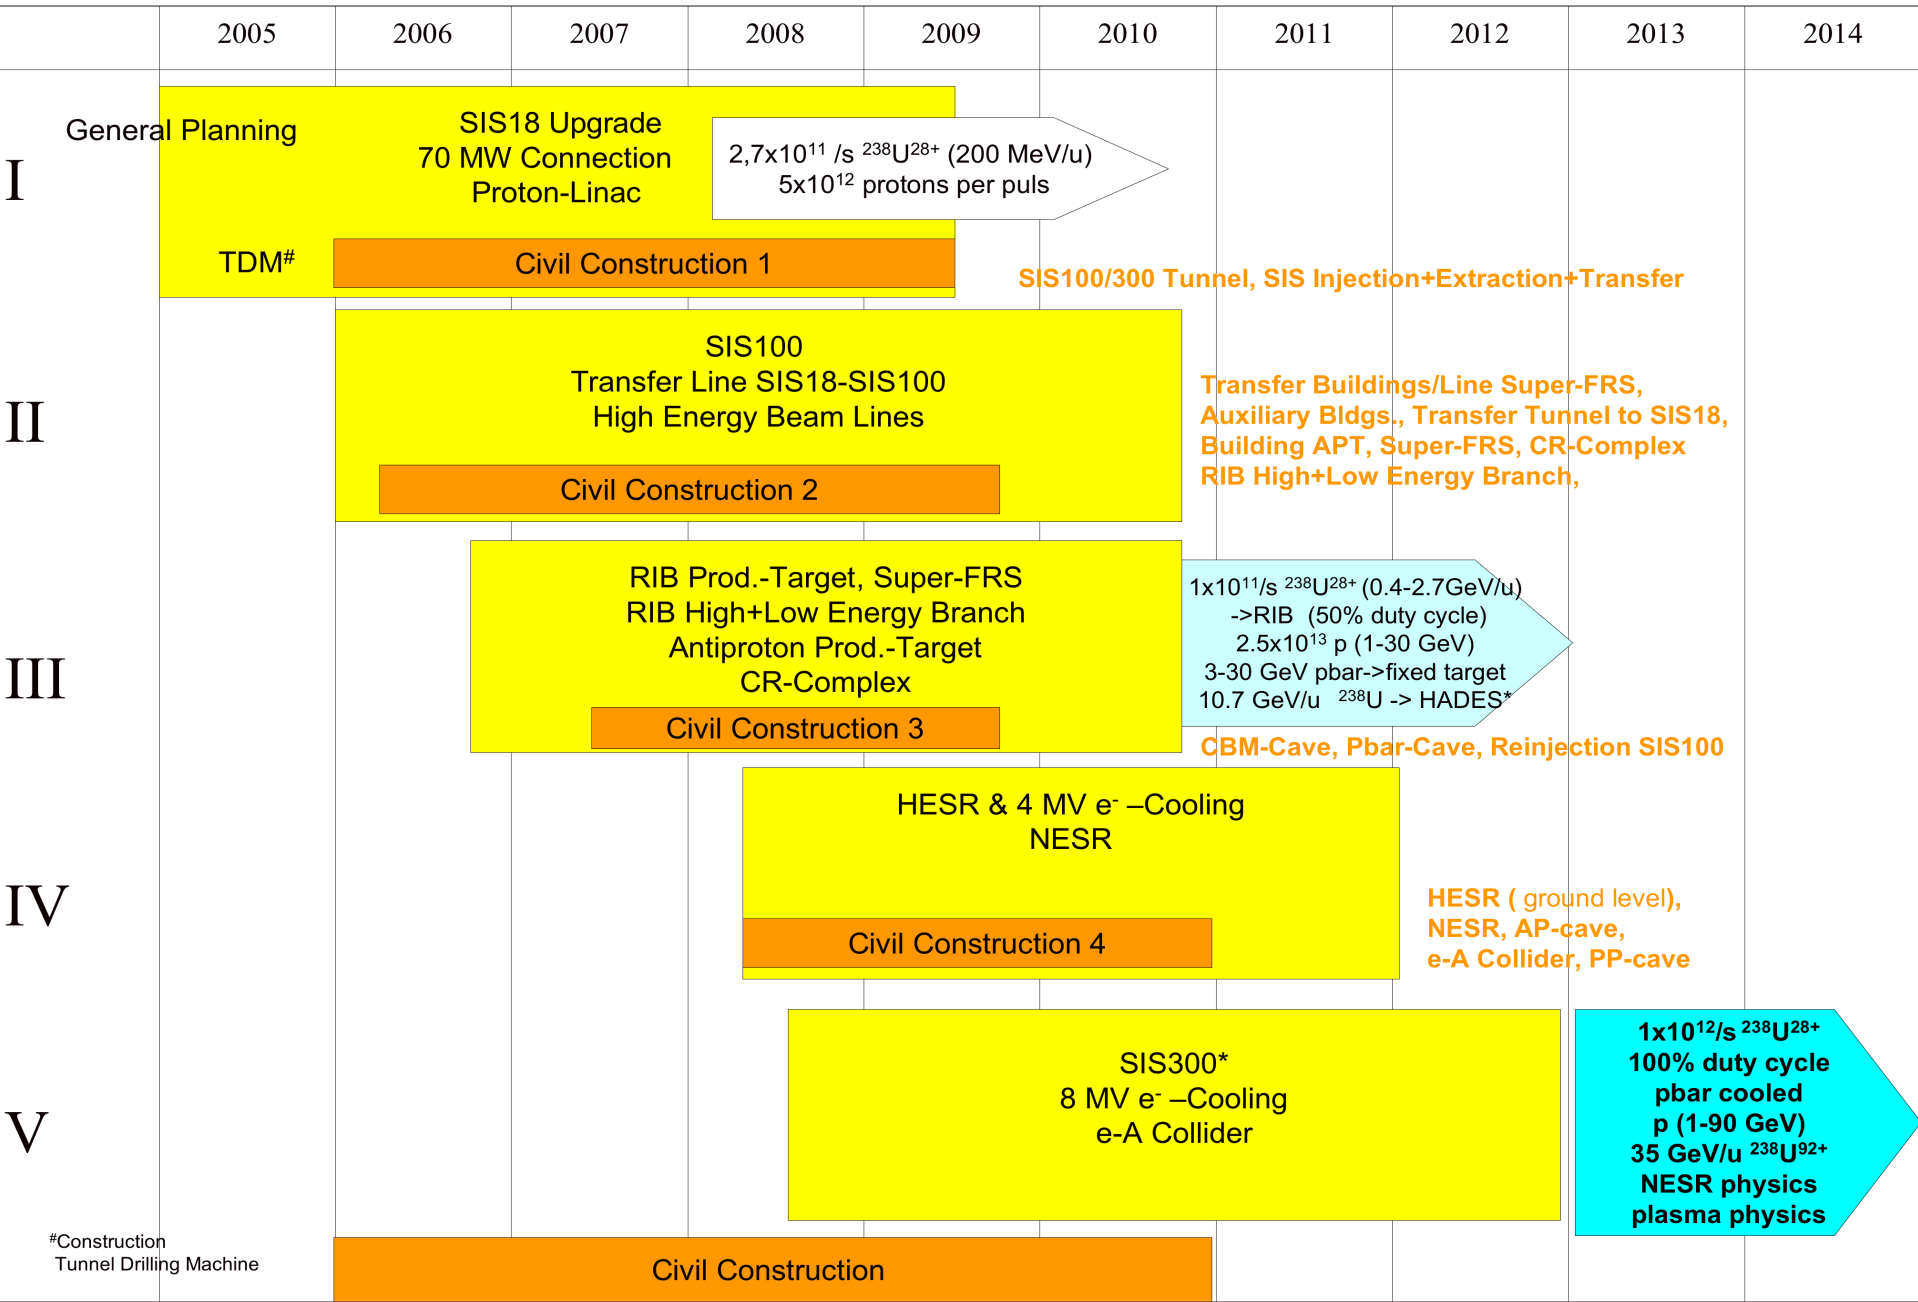 2005 2006 2007 2008 2009 2010 2011 2012 2013 2014
I
General Planning
SIS18 Upgrade
70 MW Connection
Proton-Linac
2,7x10¹¹ /s ²³⁸U²⁸⁺ (200 MeV/u)
5x10¹² protons per puls
TDM#
Civil Construction 1
SIS100/300 Tunnel, SIS Injection+Extraction+Transfer
II
SIS100
Transfer Line SIS18-SIS100
High Energy Beam Lines
Civil Construction 2
Transfer Buildings/Line Super-FRS,
Auxiliary Bldgs., Transfer Tunnel to SIS18,
Building APT, Super-FRS, CR-Complex
RIB High+Low Energy Branch,
III
RIB Prod.-Target, Super-FRS
RIB High+Low Energy Branch
Antiproton Prod.-Target
CR-Complex
Civil Construction 3
1x10¹¹/s ²³⁸U²⁸⁺ (0.4-2.7GeV/u)
->RIB (50% duty cycle)
2.5x10¹³ p (1-30 GeV)
3-30 GeV pbar->fixed target
10.7 GeV/u ²³⁸U -> HADES*
CBM-Cave, Pbar-Cave, Reinjection SIS100
IV
HESR & 4 MV e⁻ –Cooling
NESR
Civil Construction 4
HESR ( ground level),
NESR, AP-cave,
e-A Collider, PP-cave
V
SIS300*
8 MV e⁻ –Cooling
e-A Collider
1x10¹²/s ²³⁸U²⁸⁺
100% duty cycle
pbar cooled
p (1-90 GeV)
35 GeV/u ²³⁸U⁹²⁺
NESR physics
plasma physics
#Construction
Tunnel Drilling Machine
Civil Construction